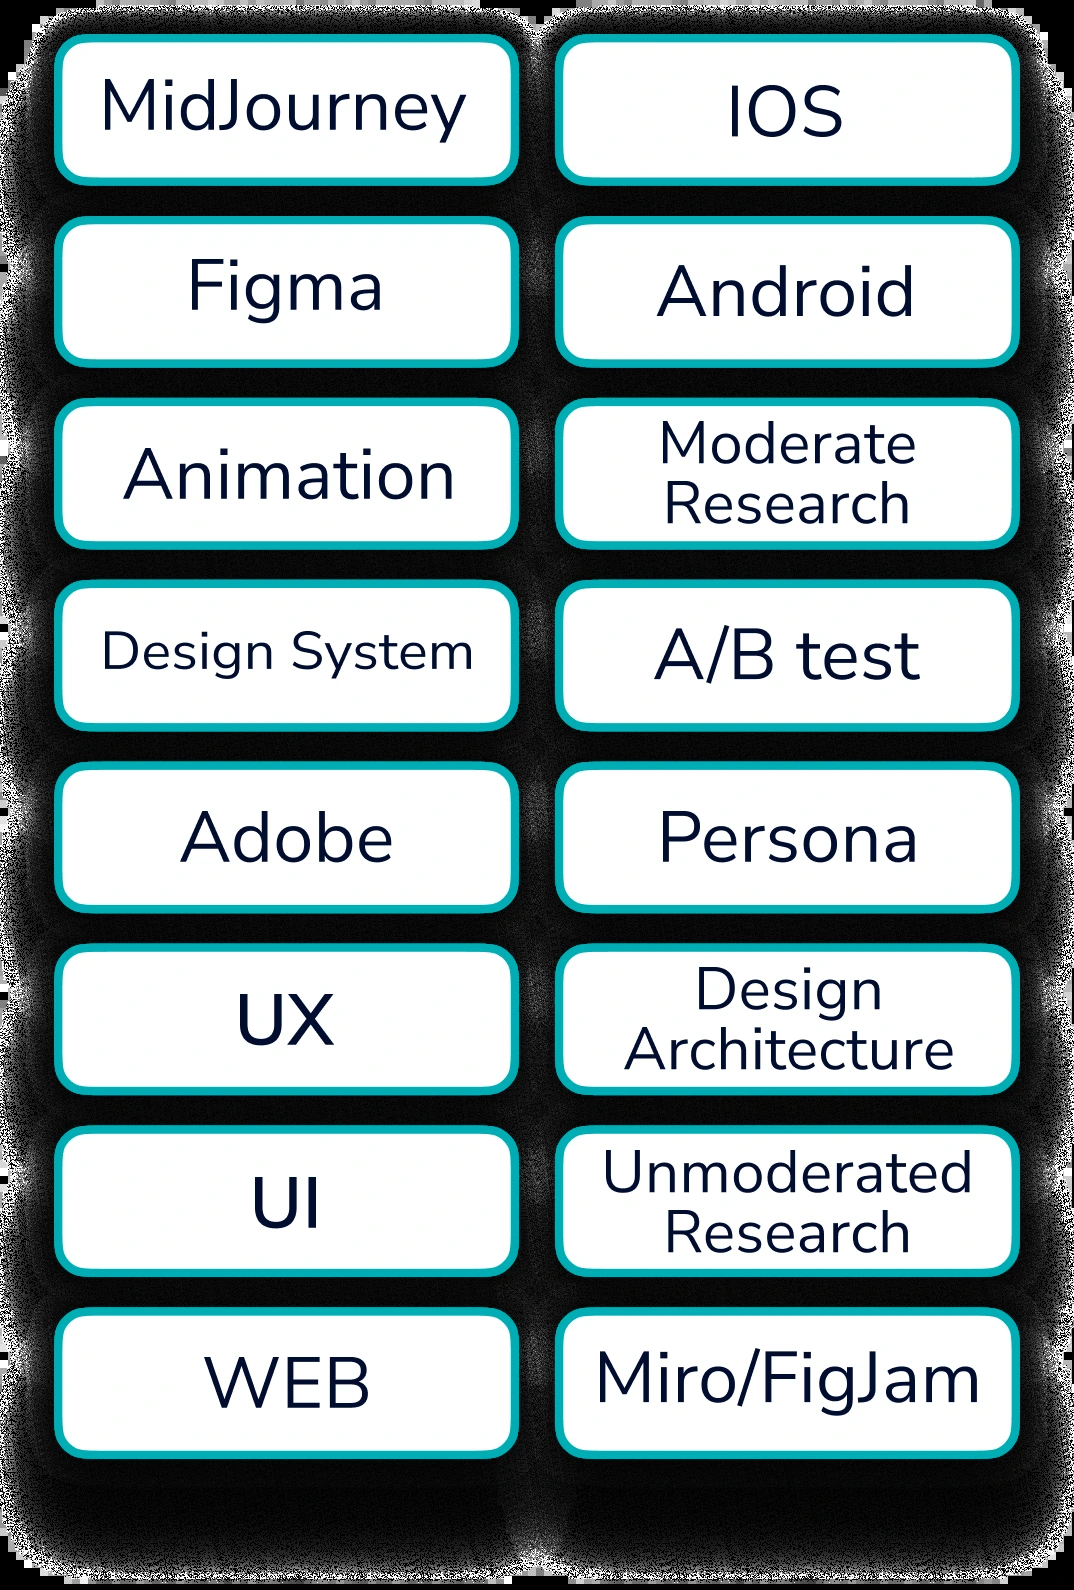 MidJourney
IOS
Figma
Android
Animation
Moderate
Research
Design System
A/B test
Adobe
Persona
UX
Design
Architecture
UI
Unmoderated
Research
WEB
Miro/FigJam